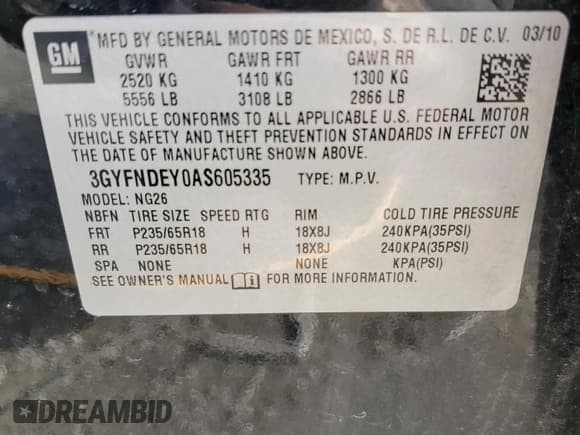 GM MFD BY GENERAL MOTORS DE MEXICO, S. DE R.L. DE C.V. 03/10
GVWR GAWR FRT GAWR RR
2520 KG 1410 KG 1300 KG
5556 LB 3108 LB 2866 LB
THIS VEHICLE CONFORMS TO ALL APPLICABLE U.S. FEDERAL MOTOR
VEHICLE SAFETY AND THEFT PREVENTION STANDARDS IN EFFECT ON
THE DATE OF MANUFACTURE SHOWN ABOVE.
3GYFNDEY0AS605335 TYPE: M.P.V.
MODEL: NG26
NBFN TIRE SIZE SPEED RTG RIM COLD TIRE PRESSURE
FRT P235/65R18 H 18X8J 240KPA(35PSI)
RR P235/65R18 H 18X8J 240KPA(35PSI)
SPA NONE NONE KPA(PSI)
SEE OWNER'S MANUAL FOR MORE INFORMATION.
DREAMBID